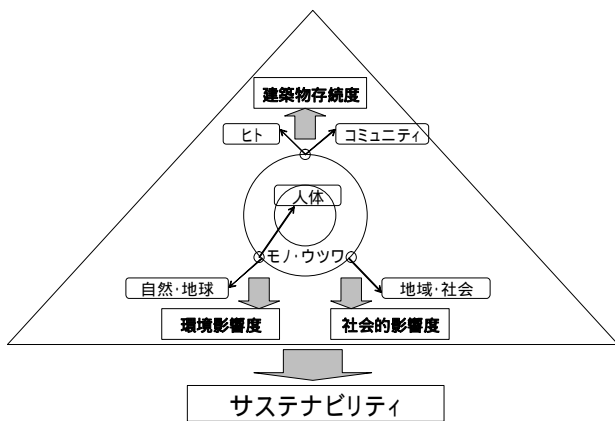 建築物存続度
ヒト
コミュニティ
人体
モノ・ウツワ
自然・地球
地域・社会
環境影響度
社会的影響度
サステナビリティ